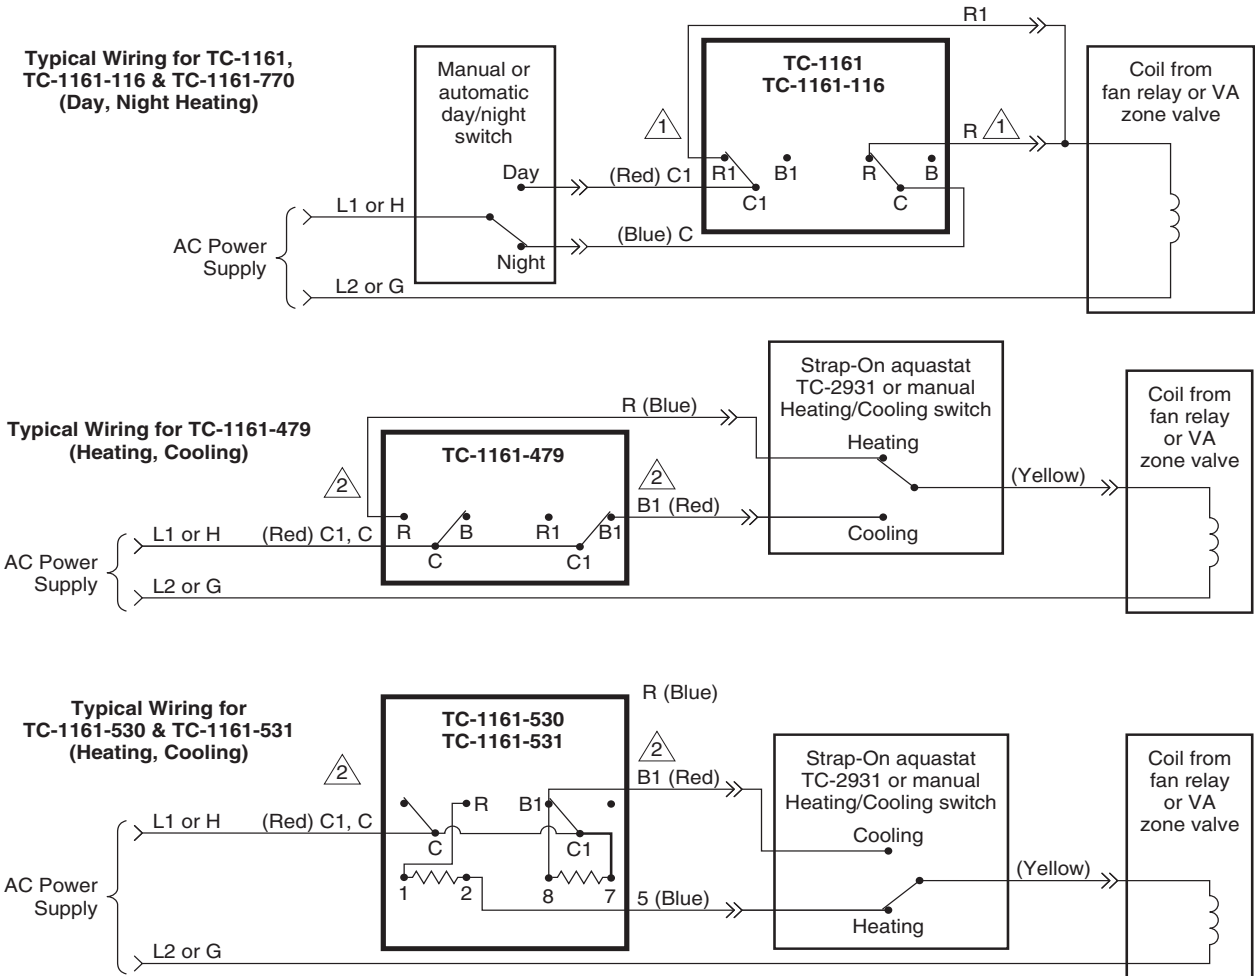 R1
Typical Wiring for TC-1161,
TC-1161-116 & TC-1161-770
(Day, Night Heating)
Manual or
automatic
day/night
switch
TC-1161
TC-1161-116
Coil from
fan relay or VA
zone valve
1
R
1
R1
B1
R
B
Day
(Red) C1
C1
C
L1 or H
(Blue) C
AC Power
Supply
Night
L2 or G
Strap-On aquastat
TC-2931 or manual
Heating/Cooling switch
Coil from
fan relay
or VA
zone valve
R (Blue)
Typical Wiring for TC-1161-479
(Heating, Cooling)
TC-1161-479
Heating
2
2
(Yellow)
B1 (Red)
R
B
R1
B1
Cooling
L1 or H
(Red) C1, C
C
C1
AC Power
Supply
L2 or G
R (Blue)
Typical Wiring for
TC-1161-530 & TC-1161-531
(Heating, Cooling)
TC-1161-530
TC-1161-531
2
2
Strap-On aquastat
TC-2931 or manual
Heating/Cooling switch
Coil from
fan relay
or VA
zone valve
B1 (Red)
R
B1
L1 or H
(Red) C1, C
Cooling
C
C1
(Yellow)
AC Power
Supply
1
2
8
7
5 (Blue)
Heating
L2 or G